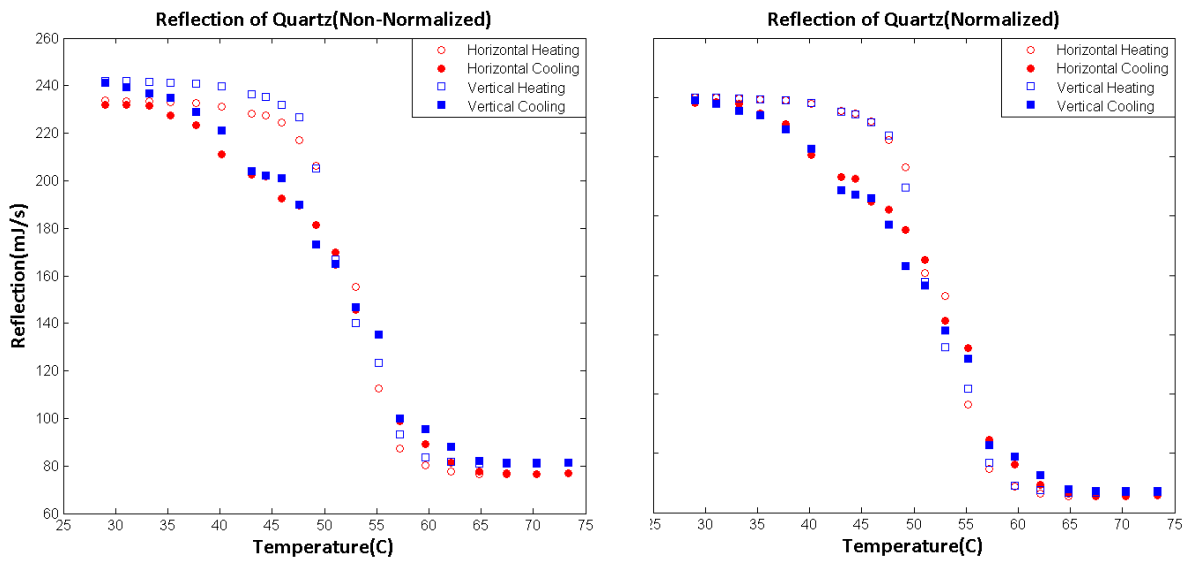 Reflection of Quartz(Non-Normalized)
260
240
220
200
180
160
140
120
100
80
60
Reflection(mJ/s)
Horizontal Heating
Horizontal Cooling
Vertical Heating
Vertical Cooling
25 30 35 40 45 50 55 60 65 70 75
Temperature(C)
Reflection of Quartz(Normalized)
Horizontal Heating
Horizontal Cooling
Vertical Heating
Vertical Cooling
25 30 35 40 45 50 55 60 65 70 75
Temperature(C)